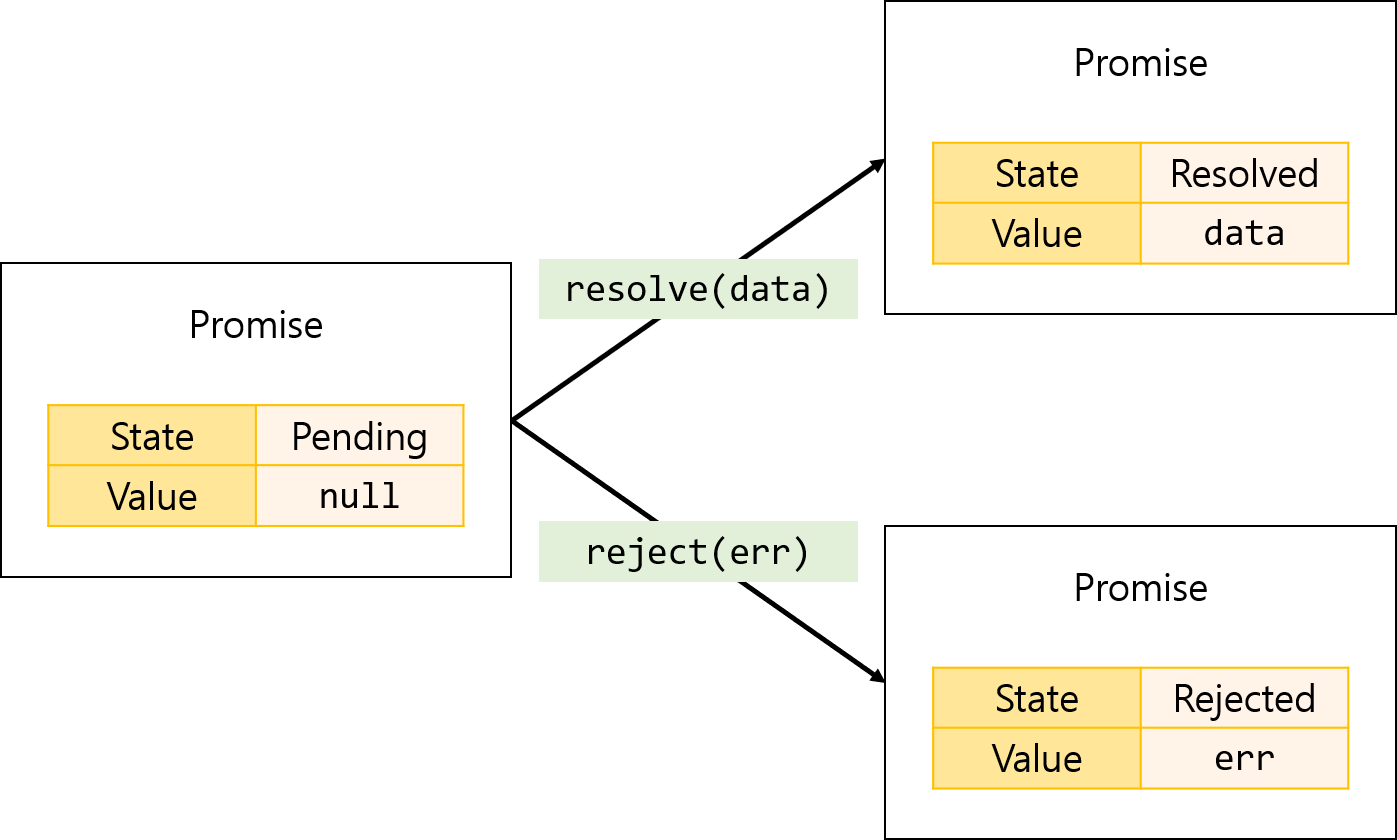 Promise
State Pending
Value null
resolve(data)
reject(err)
Promise
State Resolved
Value data
Promise
State Rejected
Value err